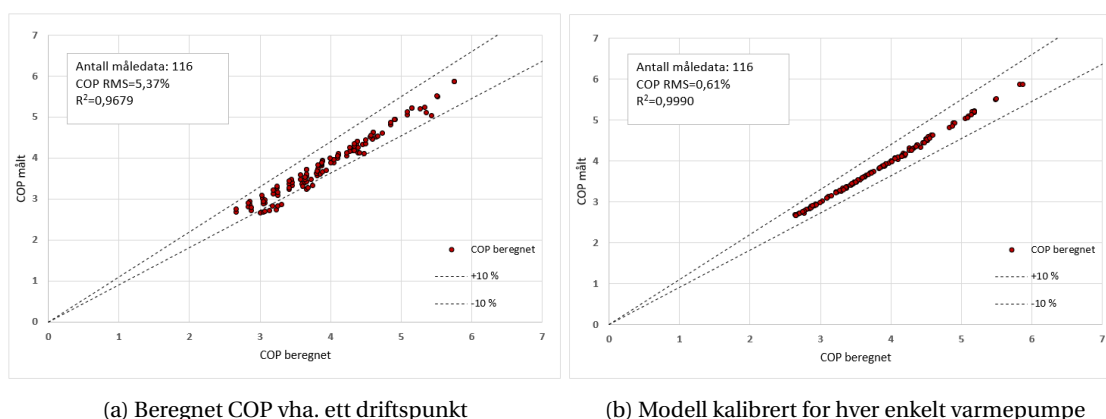 7
6
5
4
3
2
1
0
COP målt
Antall måledata: 116
COP RMS=5,37%
R²=0,9679
COP beregnet
+10 %
-10 %
0 1 2 3 4 5 6 7
COP beregnet
(a) Beregnet COP vha. ett driftspunkt
7
6
5
4
3
2
1
0
COP målt
Antall måledata: 116
COP RMS=0,61%
R²=0,9990
COP beregnet
+10 %
-10 %
0 1 2 3 4 5 6 7
COP beregnet
(b) Modell kalibrert for hver enkelt varmepumpe